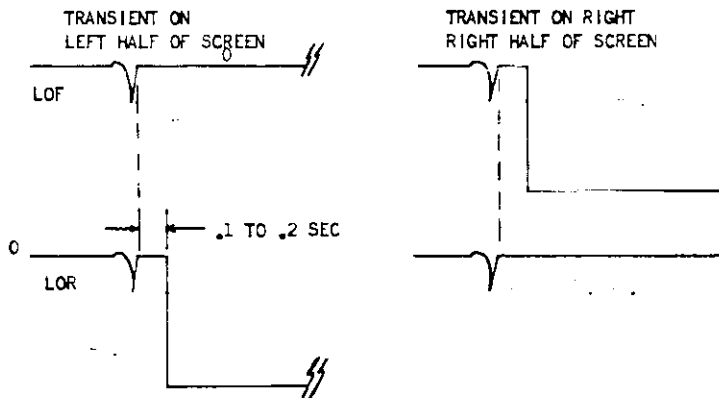 TRANSIENT ON
LEFT HALF OF SCREEN
0
LOF
TRANSIENT ON RIGHT
RIGHT HALF OF SCREEN
.1 TO .2 SEC
0
LOR